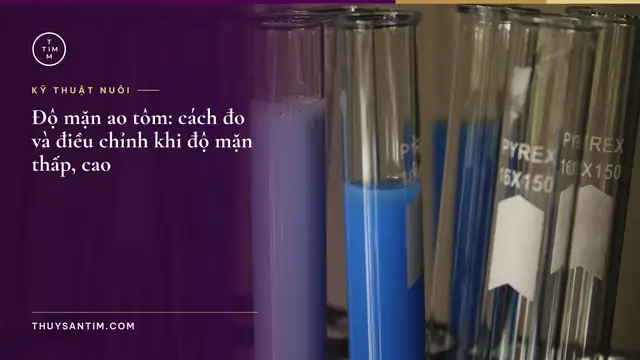 T
TIM
M
KỸ THUẬT NUÔI
Độ mặn ao tôm: cách đo
và điều chỉnh khi độ mặn
thấp, cao
THUYSANTIM.COM
PYREX
16X150
PYREX
16X150